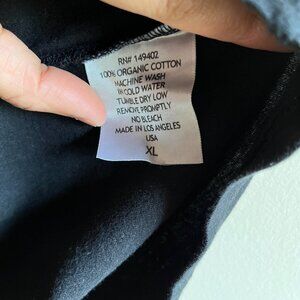 RN# 149402
100% ORGANIC COTTON
MACHINE WASH
IN COLD WATER
TUMBLE DRY LOW
REMOVE PROMPTLY
NO BLEACH
MADE IN LOS ANGELES
USA
XL